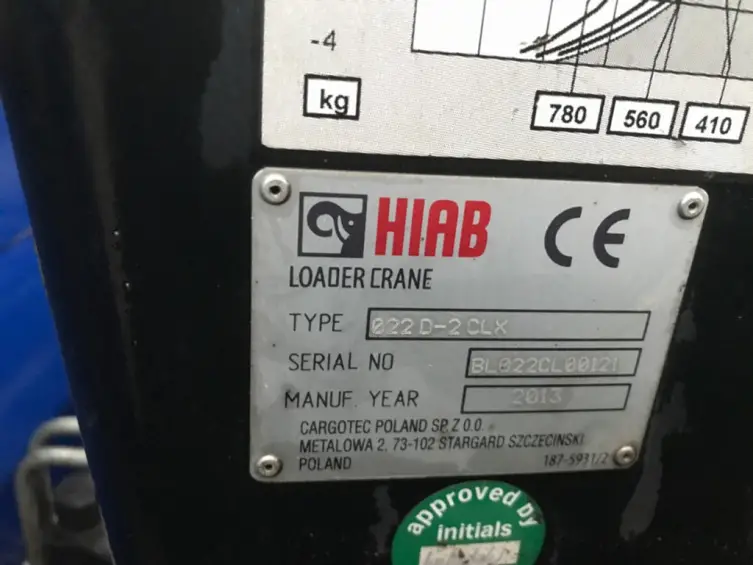 -4
kg
780 560 410
HIAB CE
LOADER CRANE
TYPE 022 D-2 CLX
SERIAL NO BL022CL00121
MANUF. YEAR 2013
CARGOTEC POLAND SP. Z O.O.
METALOWA 2, 73-102 STARGARD SZCZECINSKI
POLAND 187-5931/2
approved by
initials